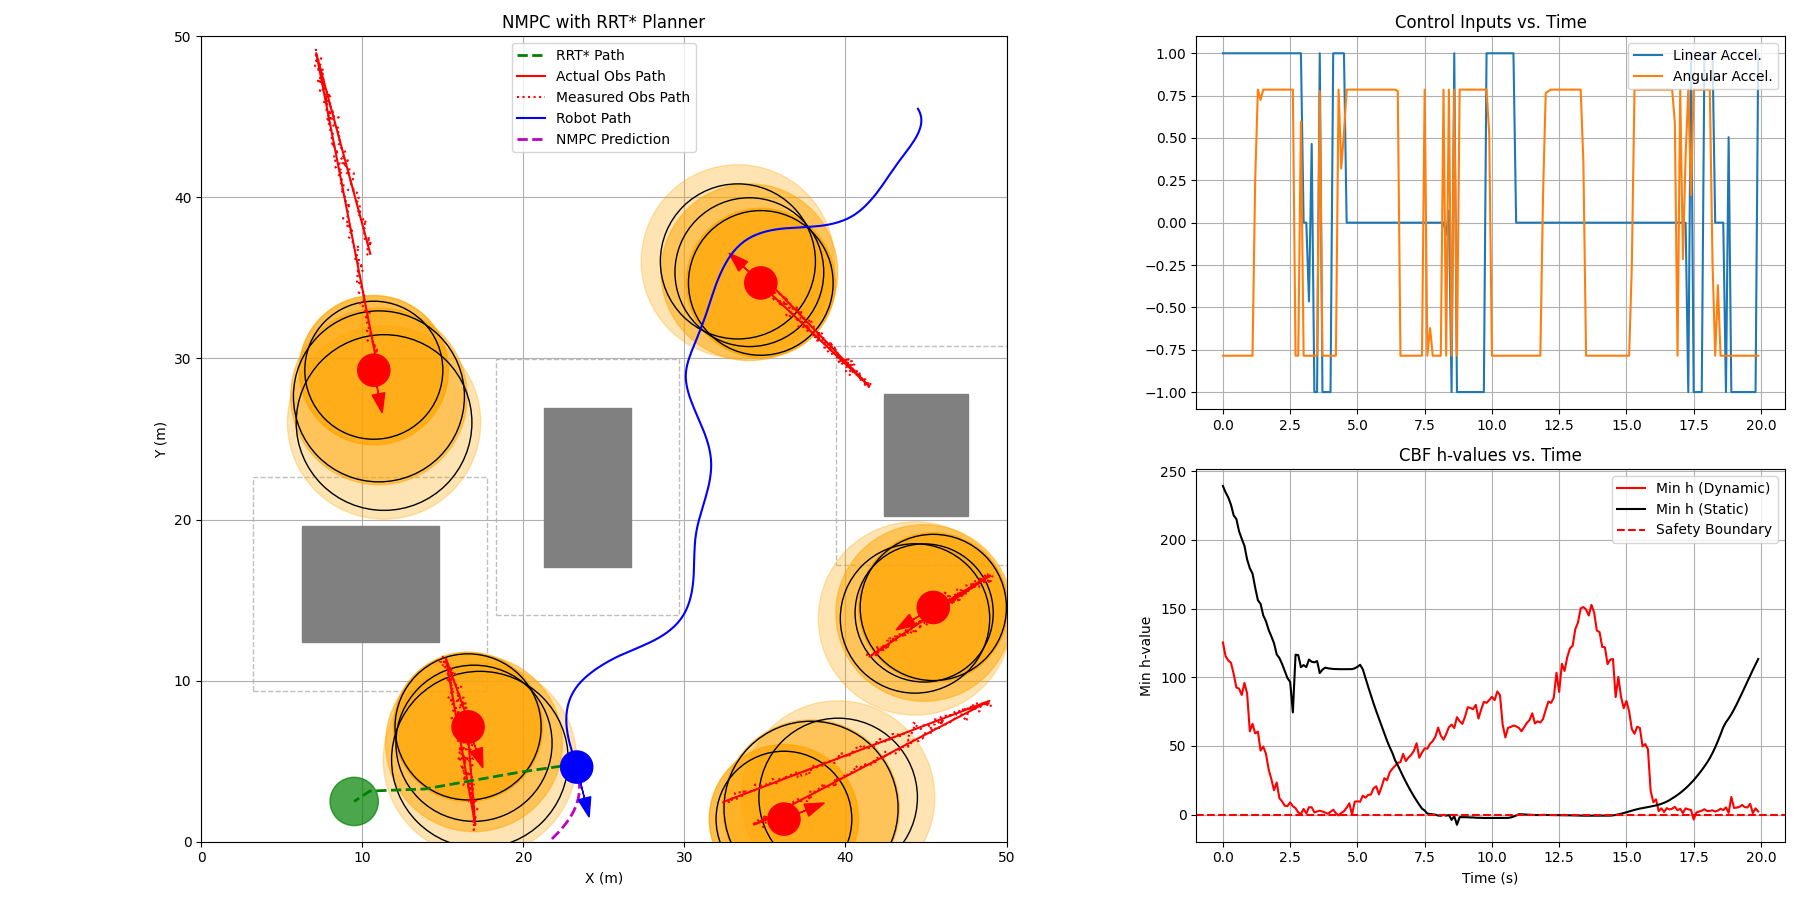 NMPC with RRT* Planner
RRT* Path
Actual Obs Path
Measured Obs Path
Robot Path
NMPC Prediction
Y (m)
50
40
30
20
10
0
0 10 20 30 40 50
X (m)
Control Inputs vs. Time
Linear Accel.
Angular Accel.
1.00
0.75
0.50
0.25
0.00
−0.25
−0.50
−0.75
−1.00
0.0 2.5 5.0 7.5 10.0 12.5 15.0 17.5 20.0
CBF h-values vs. Time
Min h (Dynamic)
Min h (Static)
Safety Boundary
Min h-value
250
200
150
100
50
0
0.0 2.5 5.0 7.5 10.0 12.5 15.0 17.5 20.0
Time (s)